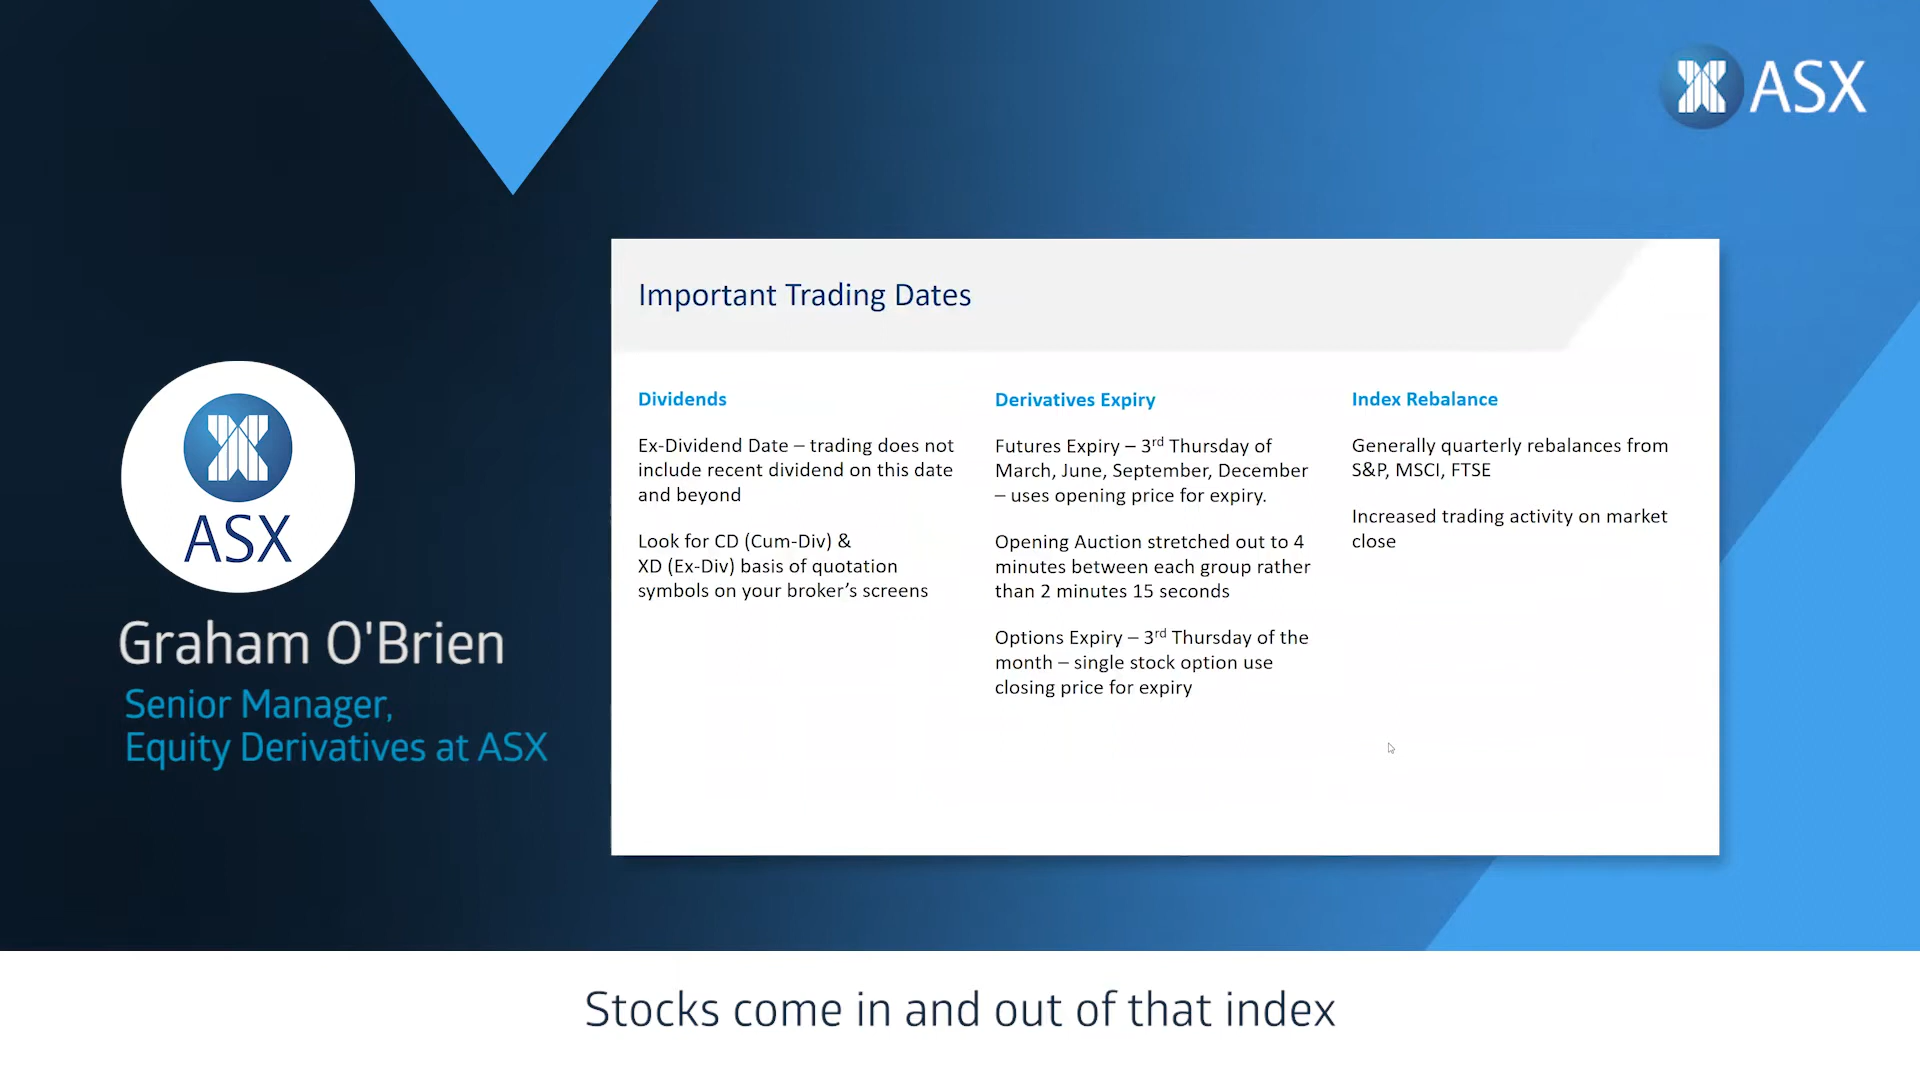 ASX
Important Trading Dates
Dividends
Ex-Dividend Date – trading does not
include recent dividend on this date
and beyond
Look for CD (Cum-Div) &
XD (Ex-Div) basis of quotation
symbols on your broker’s screens
Derivatives Expiry
Futures Expiry – 3rd Thursday of
March, June, September, December
– uses opening price for expiry.
Opening Auction stretched out to 4
minutes between each group rather
than 2 minutes 15 seconds
Options Expiry – 3rd Thursday of the
month – single stock option use
closing price for expiry
Index Rebalance
Generally quarterly rebalances from
S&P, MSCI, FTSE
Increased trading activity on market
close
ASX
Graham O'Brien
Senior Manager,
Equity Derivatives at ASX
Stocks come in and out of that index